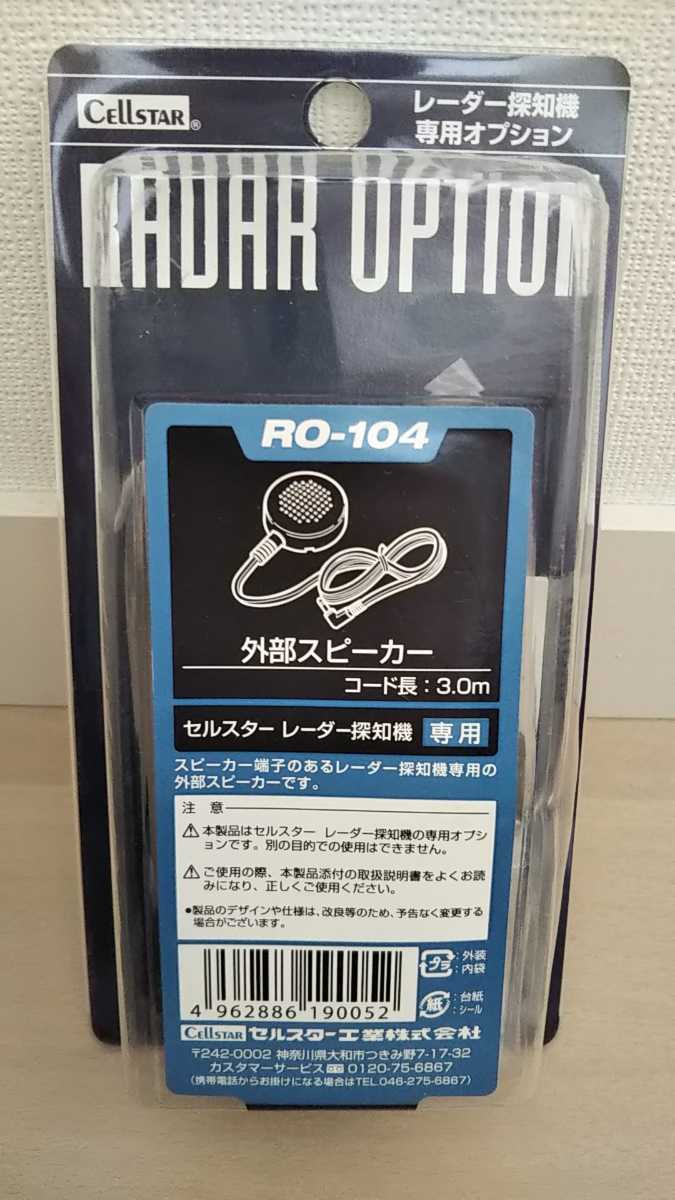 CELLSTAR®
レーダー探知機
専用オプション
RADAR OPTION
RO-104
外部スピーカー
コード長：3.0m
セルスター レーダー探知機 専用
スピーカー端子のあるレーダー探知機専用の
外部スピーカーです。
注 意
⚠本製品はセルスター レーダー探知機の専用オプシ
ョンです。別の目的での使用はできません。
⚠ご使用の際、本製品添付の取扱説明書をよくお読
みになり、正しくご使用ください。
●製品のデザインや仕様は、改良等のため、予告なく変更する
場合がございます。
プラ：外装
：内袋
紙：台紙
：シール
4 962886 190052
CELLSTAR セルスター工業株式会社
〒242-0002 神奈川県大和市つきみ野7-17-32
カスタマーサービス 0120-75-6867
(携帯電話からお掛けになる場合はTEL.046-275-6867)